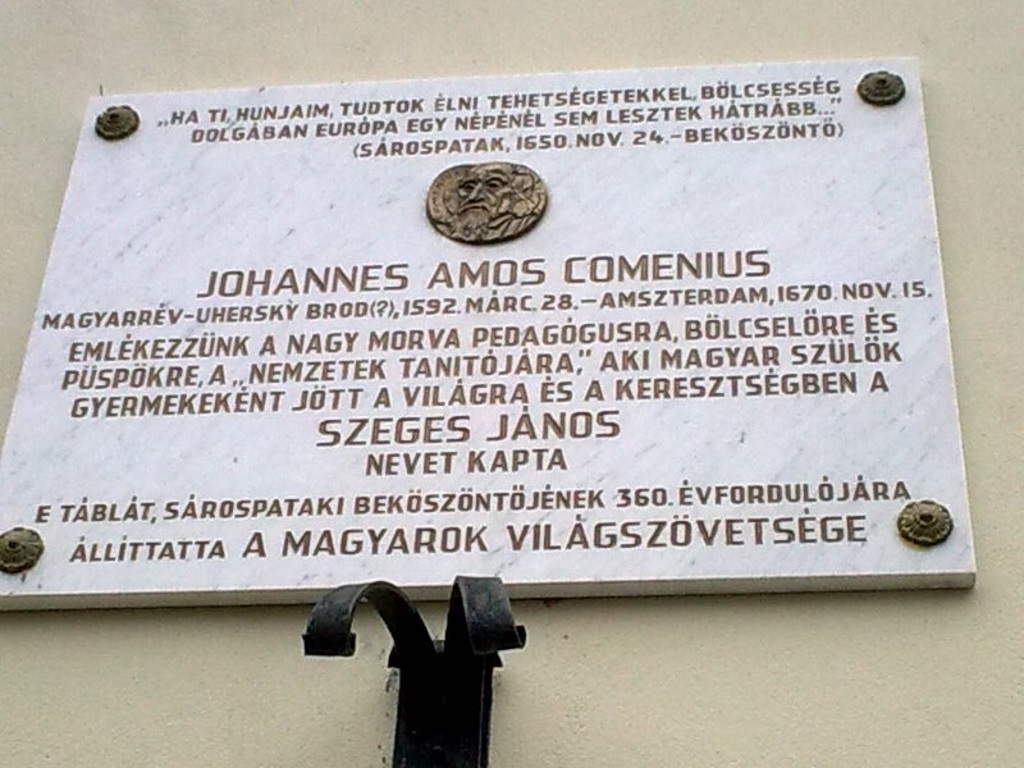 „HA TI, HUNJAIM, TUDTOK ÉLNI TEHETSÉGETEKKEL, BÖLCSESSÉG
DOLGÁBAN EURÓPA EGY NÉPÉNÉL SEM LESZTEK HÁTRÁBB..."
(SÁROSPATAK, 1650. NOV. 24.-BEKÖSZÖNTŐ)
JOHANNES AMOS COMENIUS
MAGYARRÉV-UHERSKÝ BROD(?), 1592. MÁRC. 28.-AMSZTERDAM, 1670. NOV. 15.
EMLÉKEZZÜNK A NAGY MORVA PEDAGÓGUSRA, BÖLCSELŐRE ÉS
PÜSPÖKRE, A „NEMZETEK TANITÓJÁRA," AKI MAGYAR SZÜLŐK
GYERMEKEKÉNT JÖTT A VILÁGRA ÉS A KERESZTSÉGBEN A
SZEGES JÁNOS
NEVET KAPTA
E TÁBLÁT, SÁROSPATAKI BEKÖSZÖNTŐJÉNEK 360. ÉVFORDULÓJÁRA
ÁLLÍTTATTA A MAGYAROK VILÁGSZÖVETSÉGE